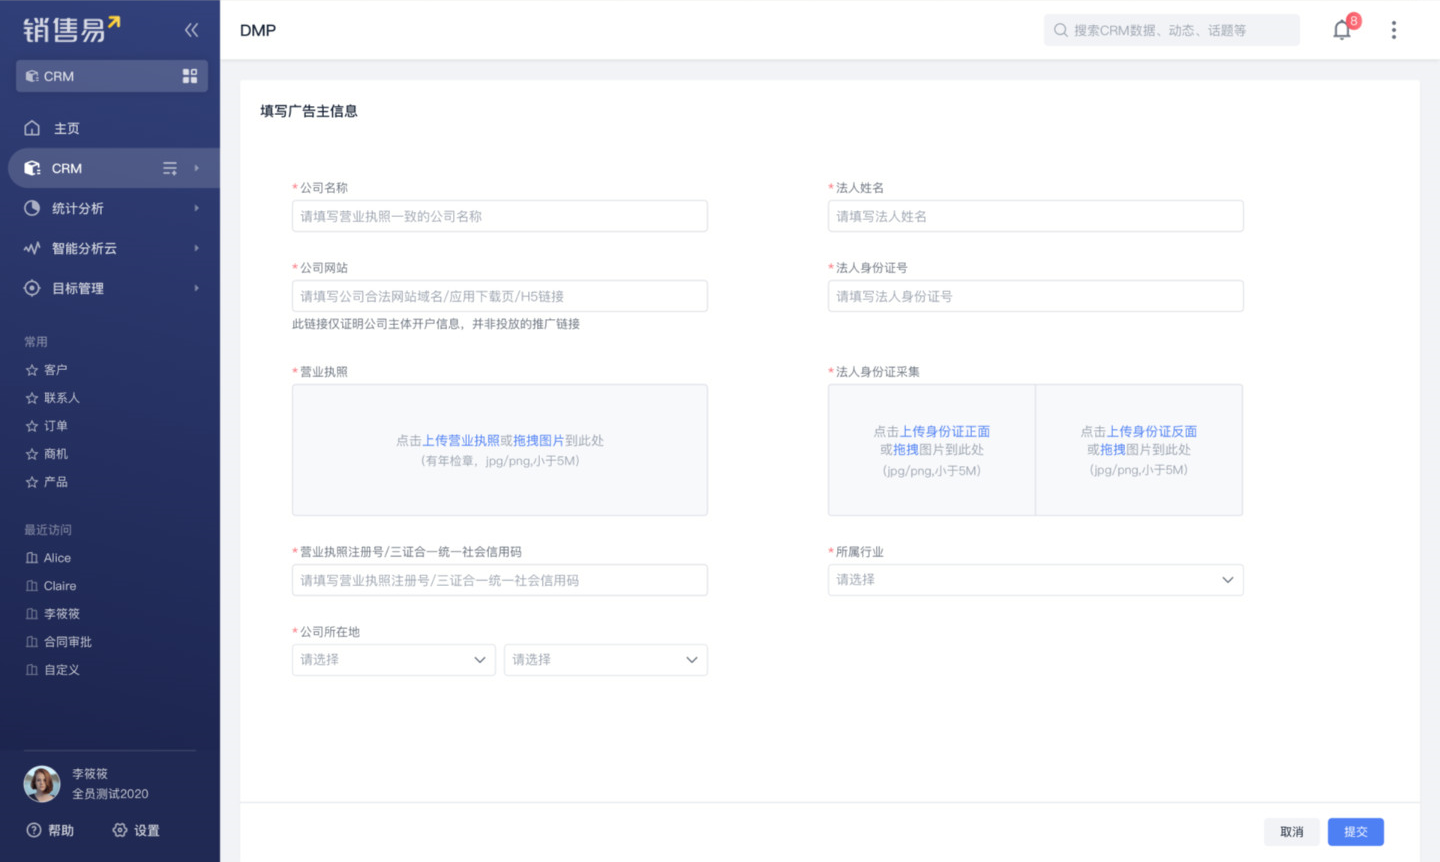 销售易
CRM
主页
CRM
统计分析
智能分析云
目标管理
常用
客户
联系人
订单
商机
产品
最近访问
Alice
Claire
李筱筱
合同审批
自定义
李筱筱
全员测试2020
帮助
设置
DMP
搜索CRM数据、动态、话题等
8
填写广告主信息
*公司名称
请填写营业执照一致的公司名称
*法人姓名
请填写法人姓名
*公司网站
请填写公司合法网站域名/应用下载页/H5链接
此链接仅证明公司主体开户信息，并非投放的推广链接
*法人身份证号
请填写法人身份证号
*营业执照
点击上传营业执照或拖拽图片到此处
(有年检章，jpg/png,小于5M)
*法人身份证采集
点击上传身份证正面
或拖拽图片到此处
(jpg/png,小于5M)
点击上传身份证反面
或拖拽图片到此处
(jpg/png,小于5M)
*营业执照注册号/三证合一统一社会信用码
请填写营业执照注册号/三证合一统一社会信用码
*所属行业
请选择
*公司所在地
请选择
请选择
取消
提交